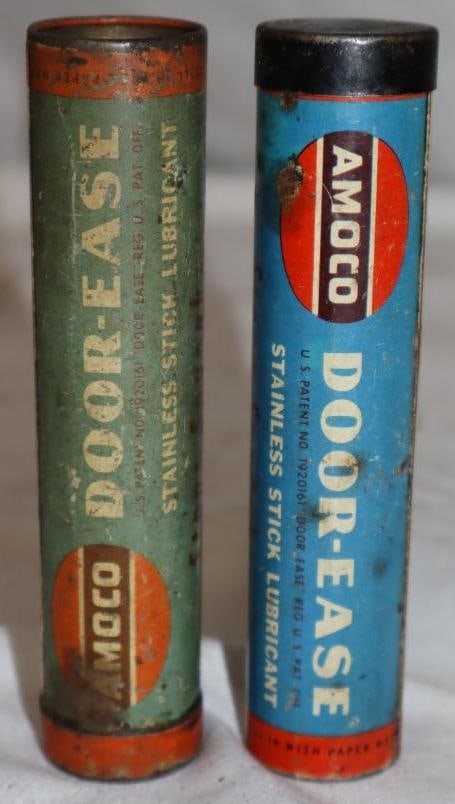 DOOR-EASE
U.S. PATENT NO. 1920161 DOOR-EASE REG U S PAT OFF.
STAINLESS STICK LUBRICANT
AMOCO
AMOCO
DOOR-EASE
U S PATENT NO. 1920161 DOOR-EASE REG U S PAT OFF
STAINLESS STICK LUBRICANT
WITH PAPER